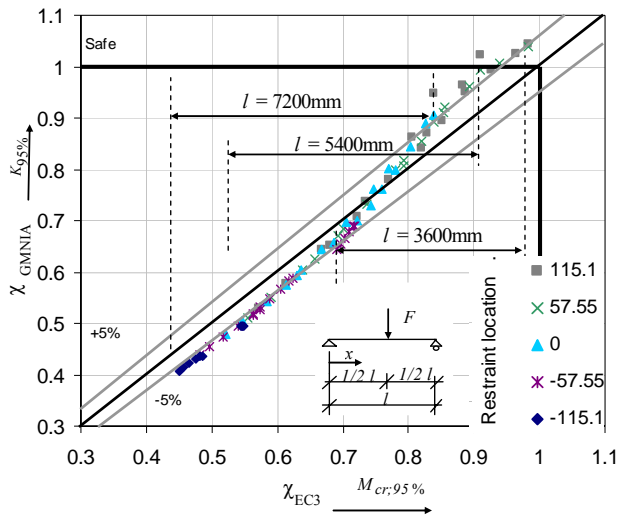 Safe
1.1
1
0.9
0.8
0.7
0.6
0.5
0.4
0.3
χ GMNIA K95%
l = 7200mm
l = 5400mm
l = 3600mm
+5%
-5%
F
x
l/2 l
l/2 l
l
Restraint location
115.1
57.55
0
-57.55
-115.1
0.3 0.4 0.5 0.6 0.7 0.8 0.9 1 1.1
χEC3 Mcr;95%